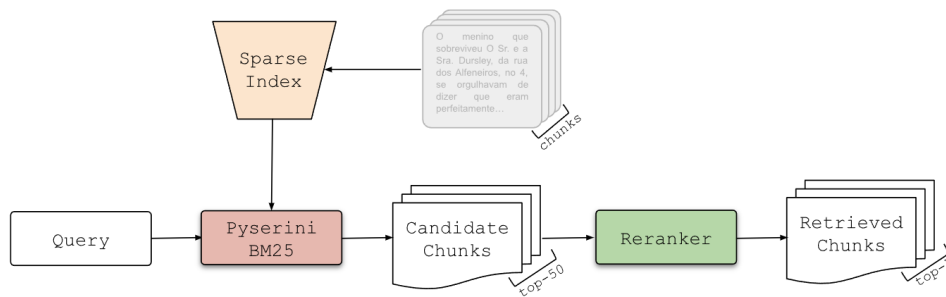 Sparse
Index
O menino que
sobreviveu O Sr. e a
Sra. Dursley, da rua
dos Alfeneiros, no 4,
se orgulhavam de
dizer que eram
perfeitamente...
chunks
Query
Pyserini
BM25
Candidate
Chunks
top-50
Reranker
Retrieved
Chunks